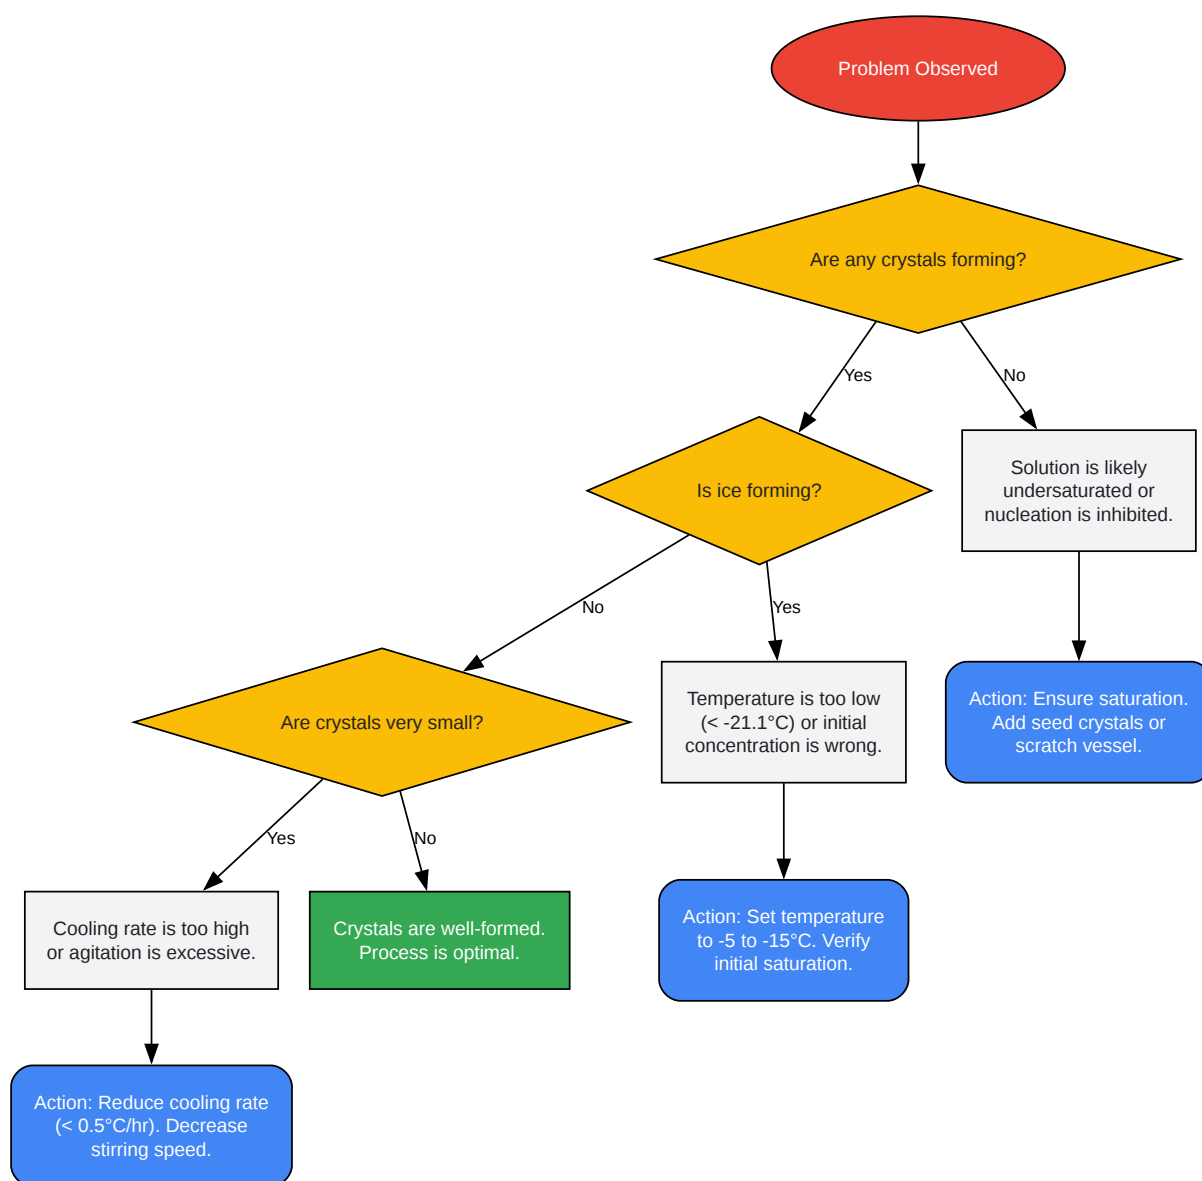 Problem Observed
Are any crystals forming?
Yes
No
Is ice forming?
Solution is likely
undersaturated or
nucleation is inhibited.
No
Yes
Are crystals very small?
Temperature is too low
(< -21.1°C) or initial
concentration is wrong.
Action: Ensure saturation.
Add seed crystals or
scratch vessel.
Yes
No
Cooling rate is too high
or agitation is excessive.
Crystals are well-formed.
Process is optimal.
Action: Set temperature
to -5 to -15°C. Verify
initial saturation.
Action: Reduce cooling rate
(< 0.5°C/hr). Decrease
stirring speed.